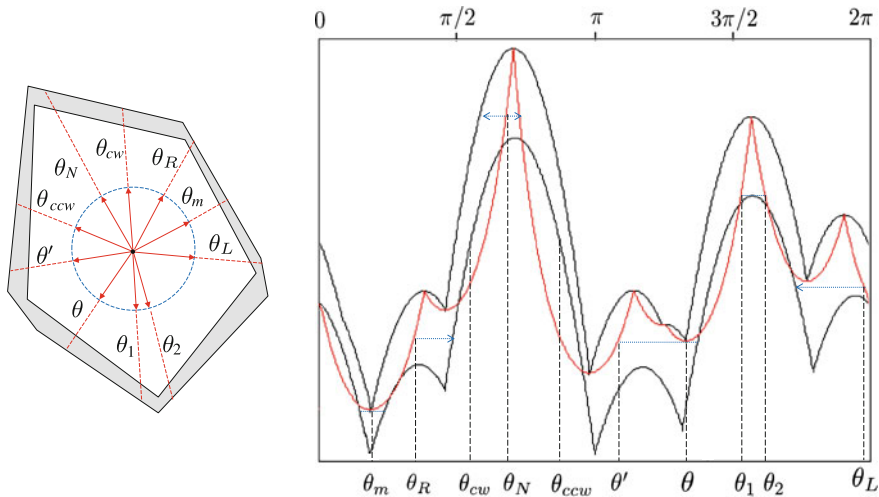 0 π/2 π 3π/2 2π
θ_N θ_cw θ_R
θ_ccw θ_m
θ' θ_L
θ θ_1 θ_2
θ_m θ_R θ_cw θ_N θ_ccw θ' θ θ_1 θ_2 θ_L